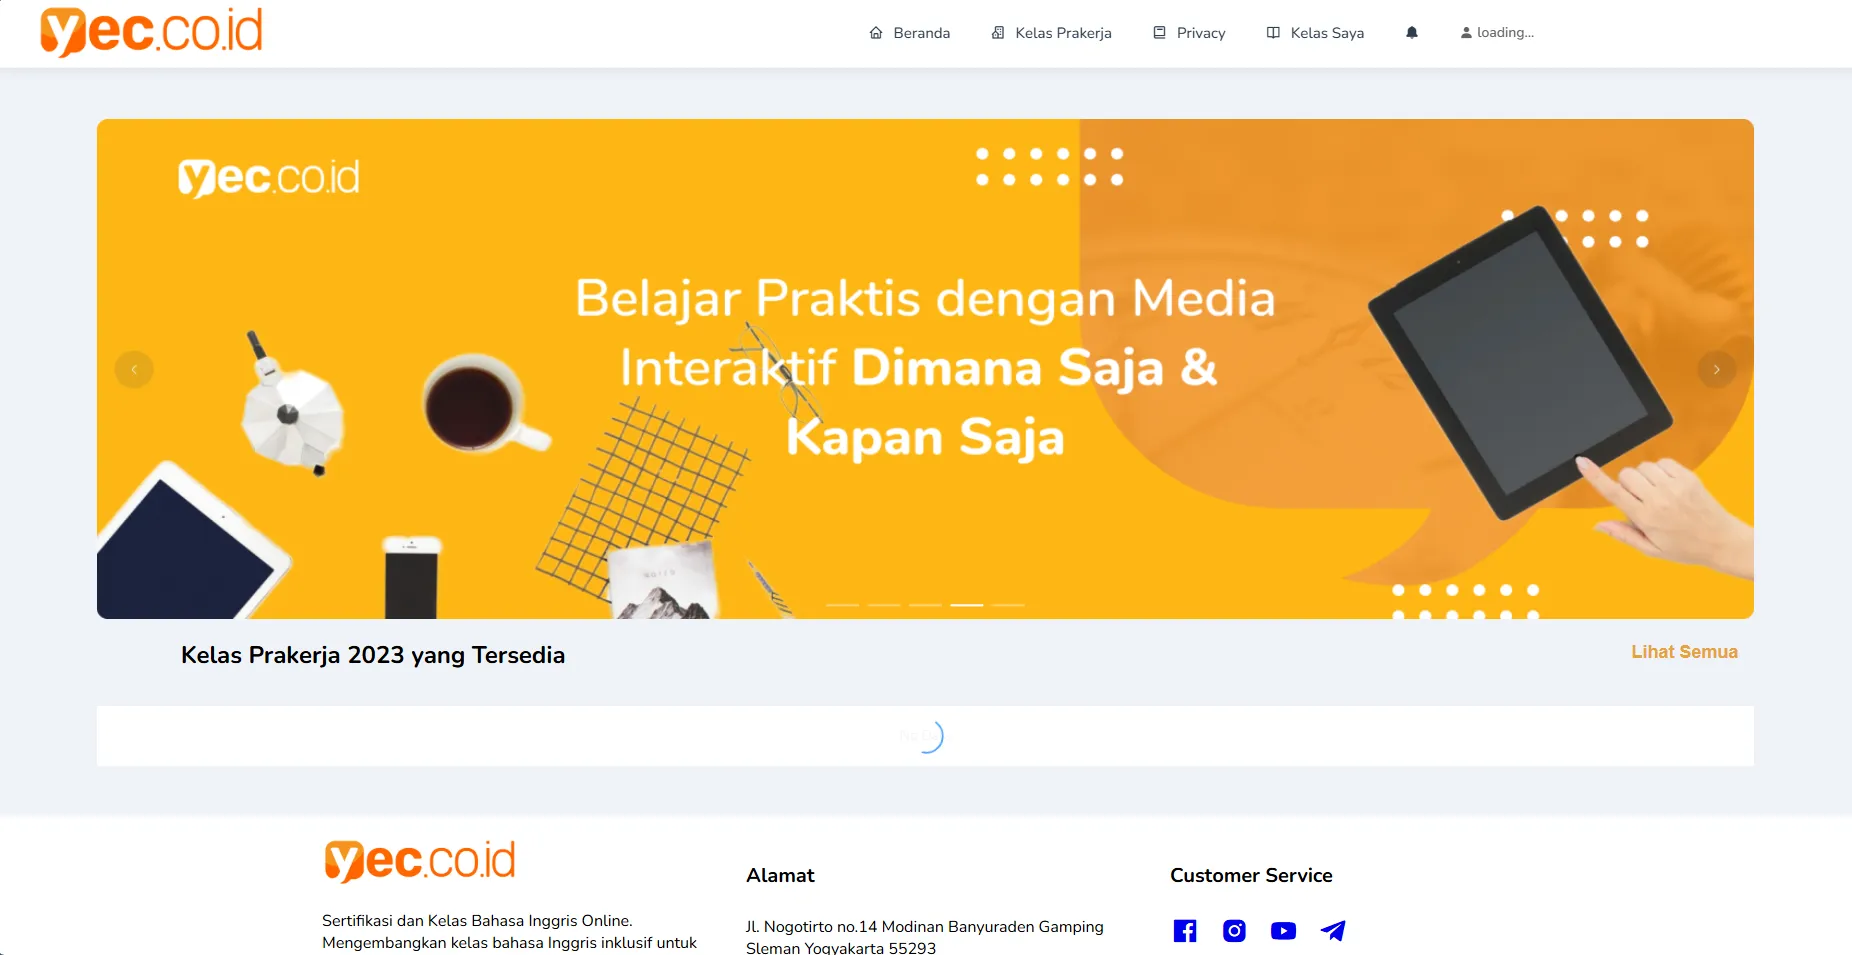 yec.co.id
Beranda
Kelas Prakerja
Privacy
Kelas Saya
loading...
yec.co.id
Belajar Praktis dengan Media
Interaktif Dimana Saja &
Kapan Saja
NOTES
Kelas Prakerja 2023 yang Tersedia
Lihat Semua
No
yec.co.id
Sertifikasi dan Kelas Bahasa Inggris Online.
Mengembangkan kelas bahasa Inggris inklusif untuk
Alamat
Jl. Nogotirto no.14 Modinan Banyuraden Gamping
Sleman Yogyakarta 55293
Customer Service